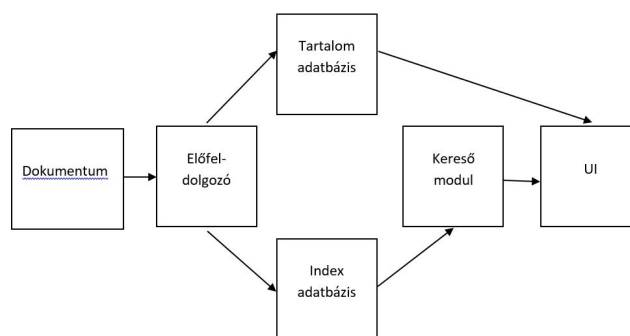 Tartalom
adatbázis
Dokumentum
Előfel-
dolgozó
Kereső
modul
UI
Index
adatbázis